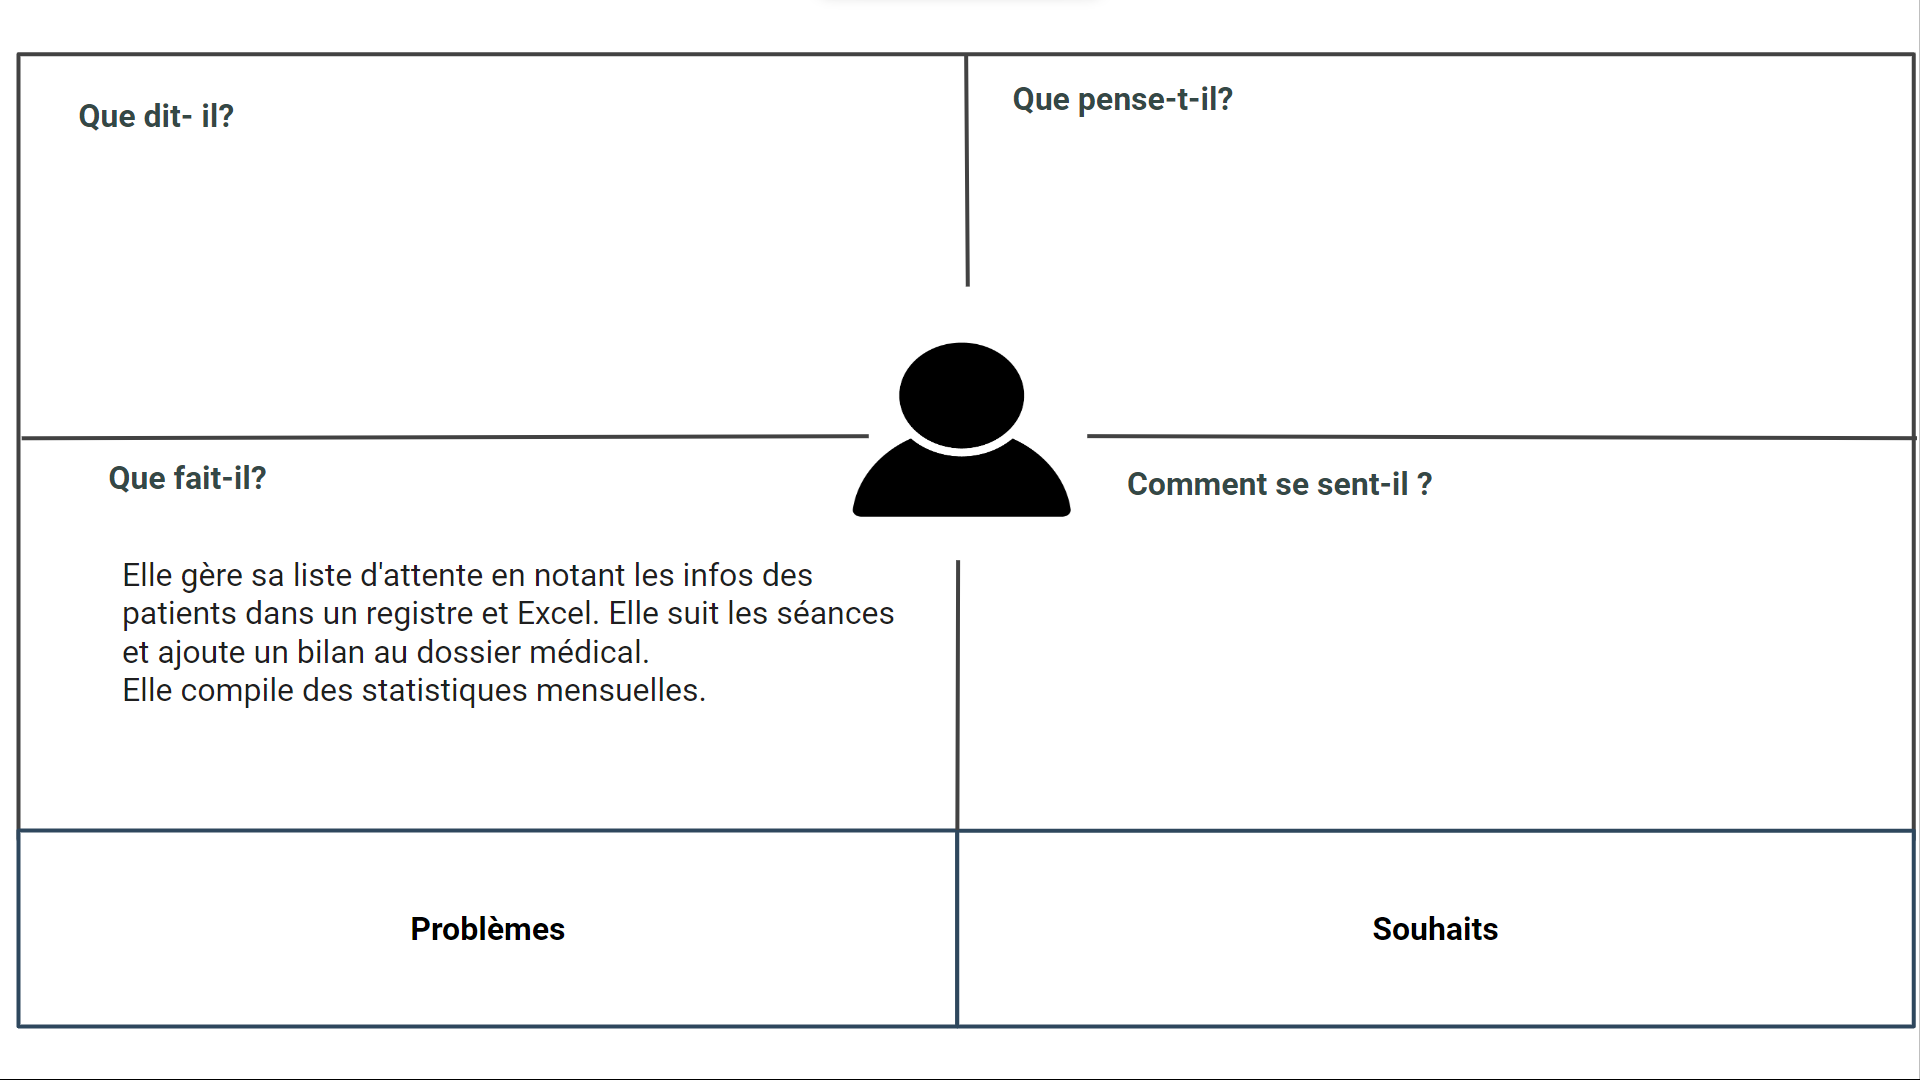 Que dit- il?
Que pense-t-il?
Que fait-il?
Elle gère sa liste d'attente en notant les infos des
patients dans un registre et Excel. Elle suit les séances
et ajoute un bilan au dossier médical.
Elle compile des statistiques mensuelles.
Comment se sent-il ?
Problèmes
Souhaits